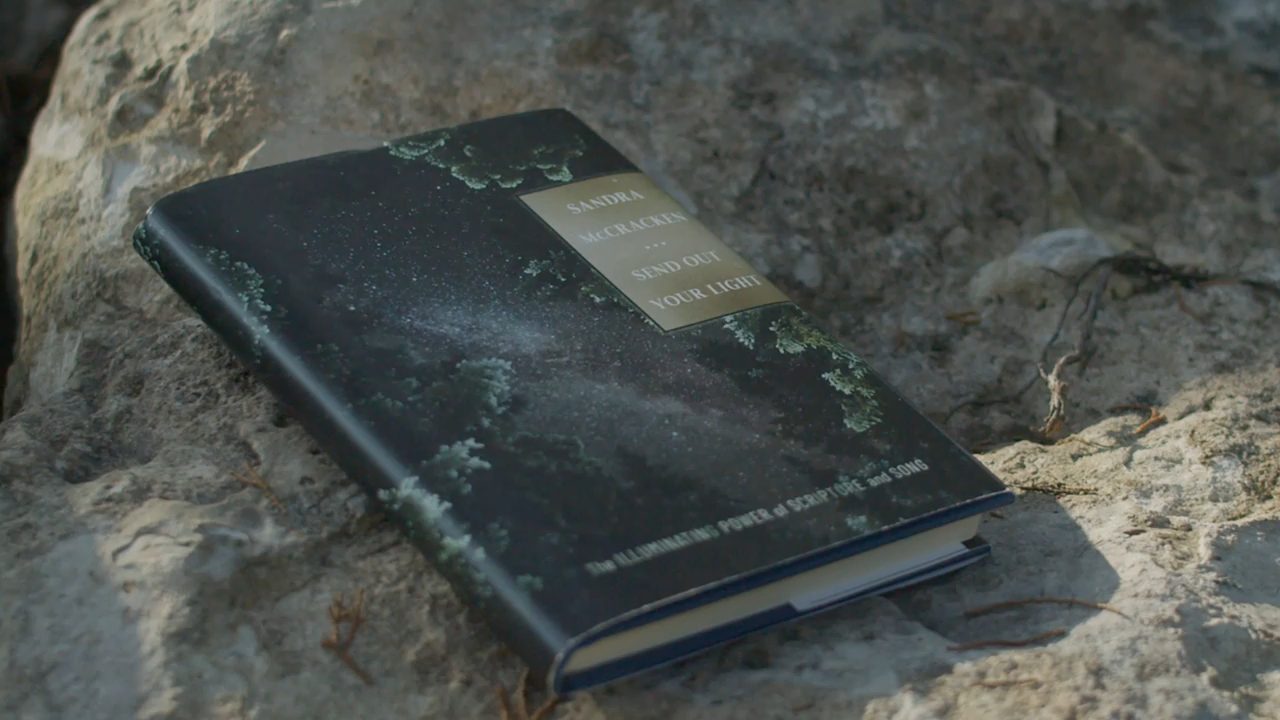 SANDRA
McCRACKEN
...
SEND OUT
YOUR LIGHT
The ILLUMINATING POWER of SCRIPTURE and SONG